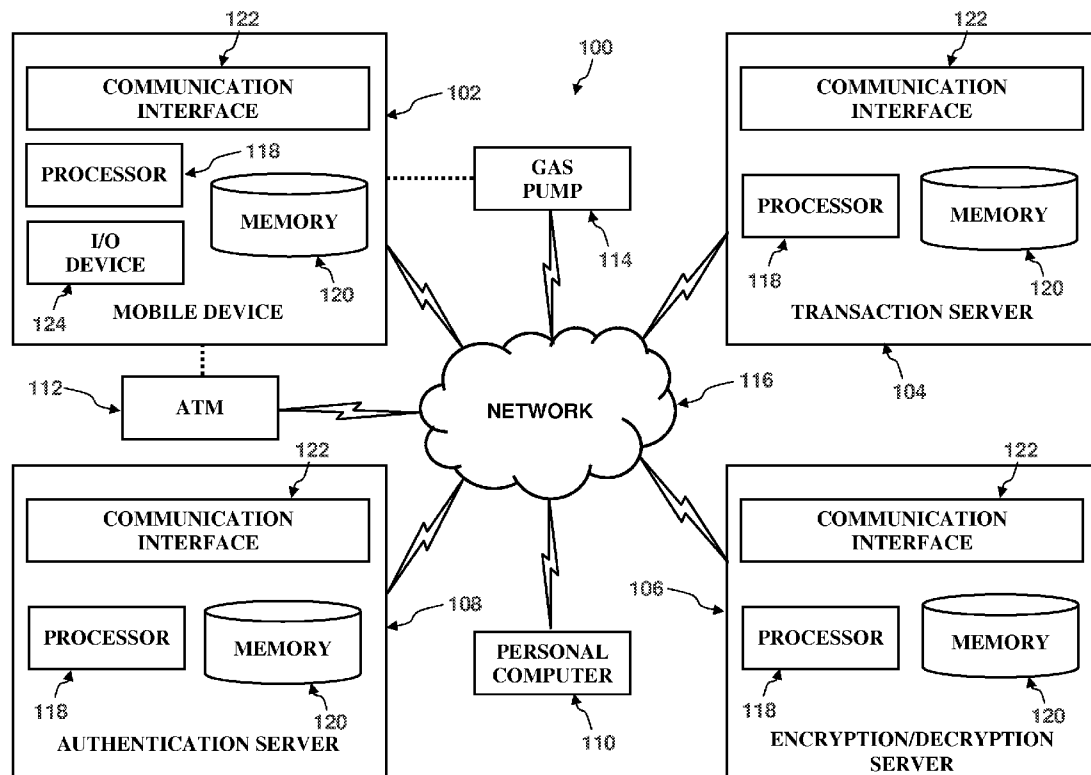 122
COMMUNICATION
INTERFACE
102
PROCESSOR
118
MEMORY
I/O
DEVICE
120
124
MOBILE DEVICE
100
GAS
PUMP
114
122
COMMUNICATION
INTERFACE
PROCESSOR
MEMORY
118
120
TRANSACTION SERVER
104
112
ATM
NETWORK
116
122
COMMUNICATION
INTERFACE
108
PROCESSOR
MEMORY
118
120
AUTHENTICATION SERVER
PERSONAL
COMPUTER
110
122
COMMUNICATION
INTERFACE
106
PROCESSOR
MEMORY
118
120
ENCRYPTION/DECRYPTION
SERVER